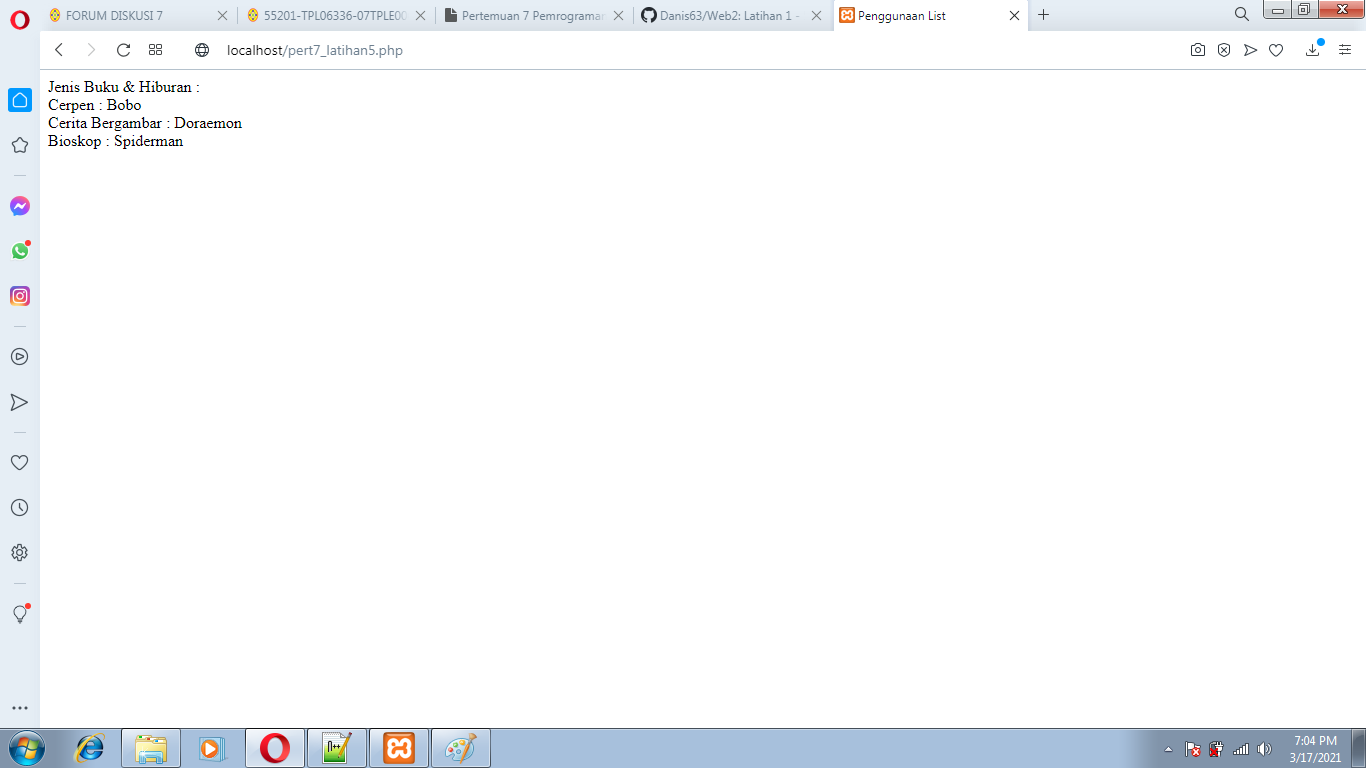 FORUM DISKUSI 7
55201-TPL06336-07TPLE00
Pertemuan 7 Pemrograman
Danis63/Web2: Latihan 1 -
Penggunaan List
localhost/pert7_latihan5.php
Jenis Buku & Hiburan :
Cerpen : Bobo
Cerita Bergambar : Doraemon
Bioskop : Spiderman
7:04 PM
3/17/2021